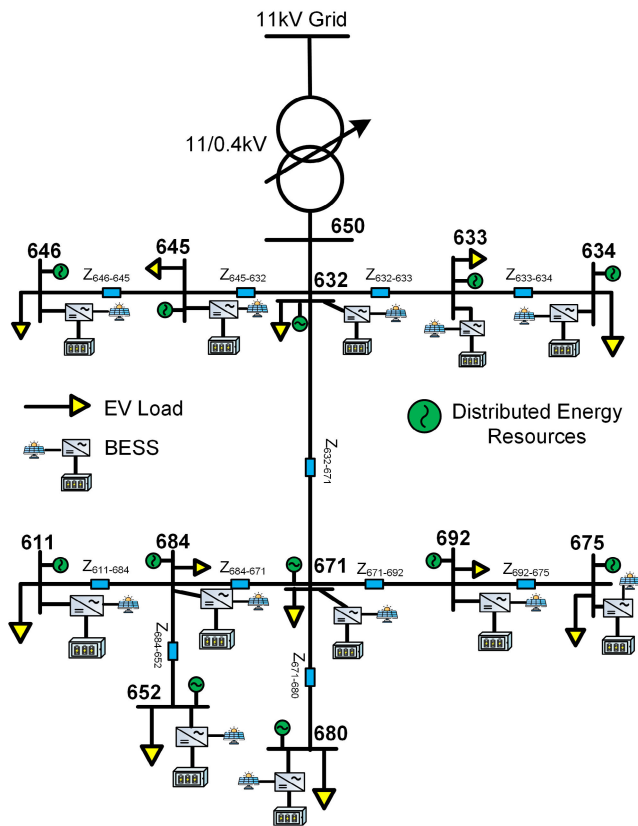 11kV Grid
11/0.4kV
650
646
645
632
633
634
Z646-645
Z645-632
Z632-633
Z633-634
EV Load
BESS
Distributed Energy
Resources
Z632-671
611
684
671
692
675
Z611-684
Z684-671
Z671-692
Z692-675
Z684-652
Z671-680
652
680